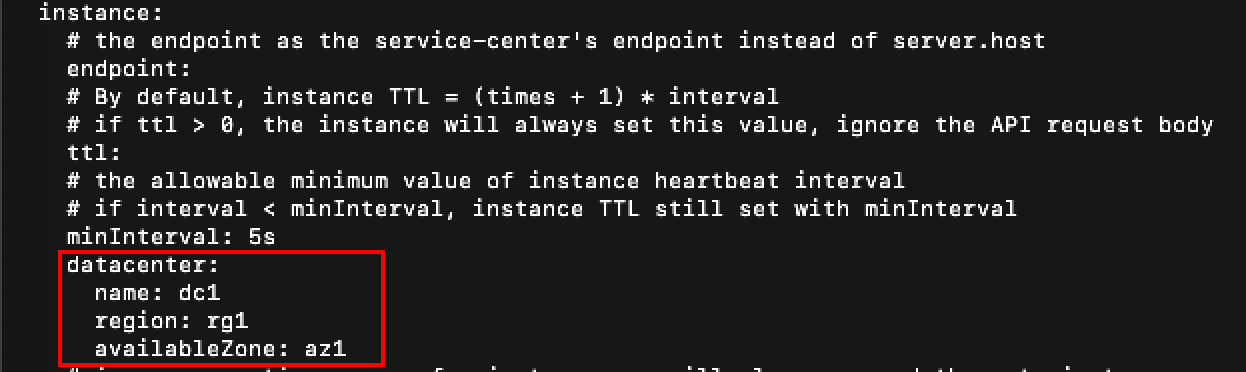 instance:
# the endpoint as the service-center's endpoint instead of server.host
endpoint:
# By default, instance TTL = (times + 1) * interval
# if ttl > 0, the instance will always set this value, ignore the API request body
ttl:
# the allowable minimum value of instance heartbeat interval
# if interval < minInterval, instance TTL still set with minInterval
minInterval: 5s
datacenter:
name: dc1
region: rg1
availableZone: az1